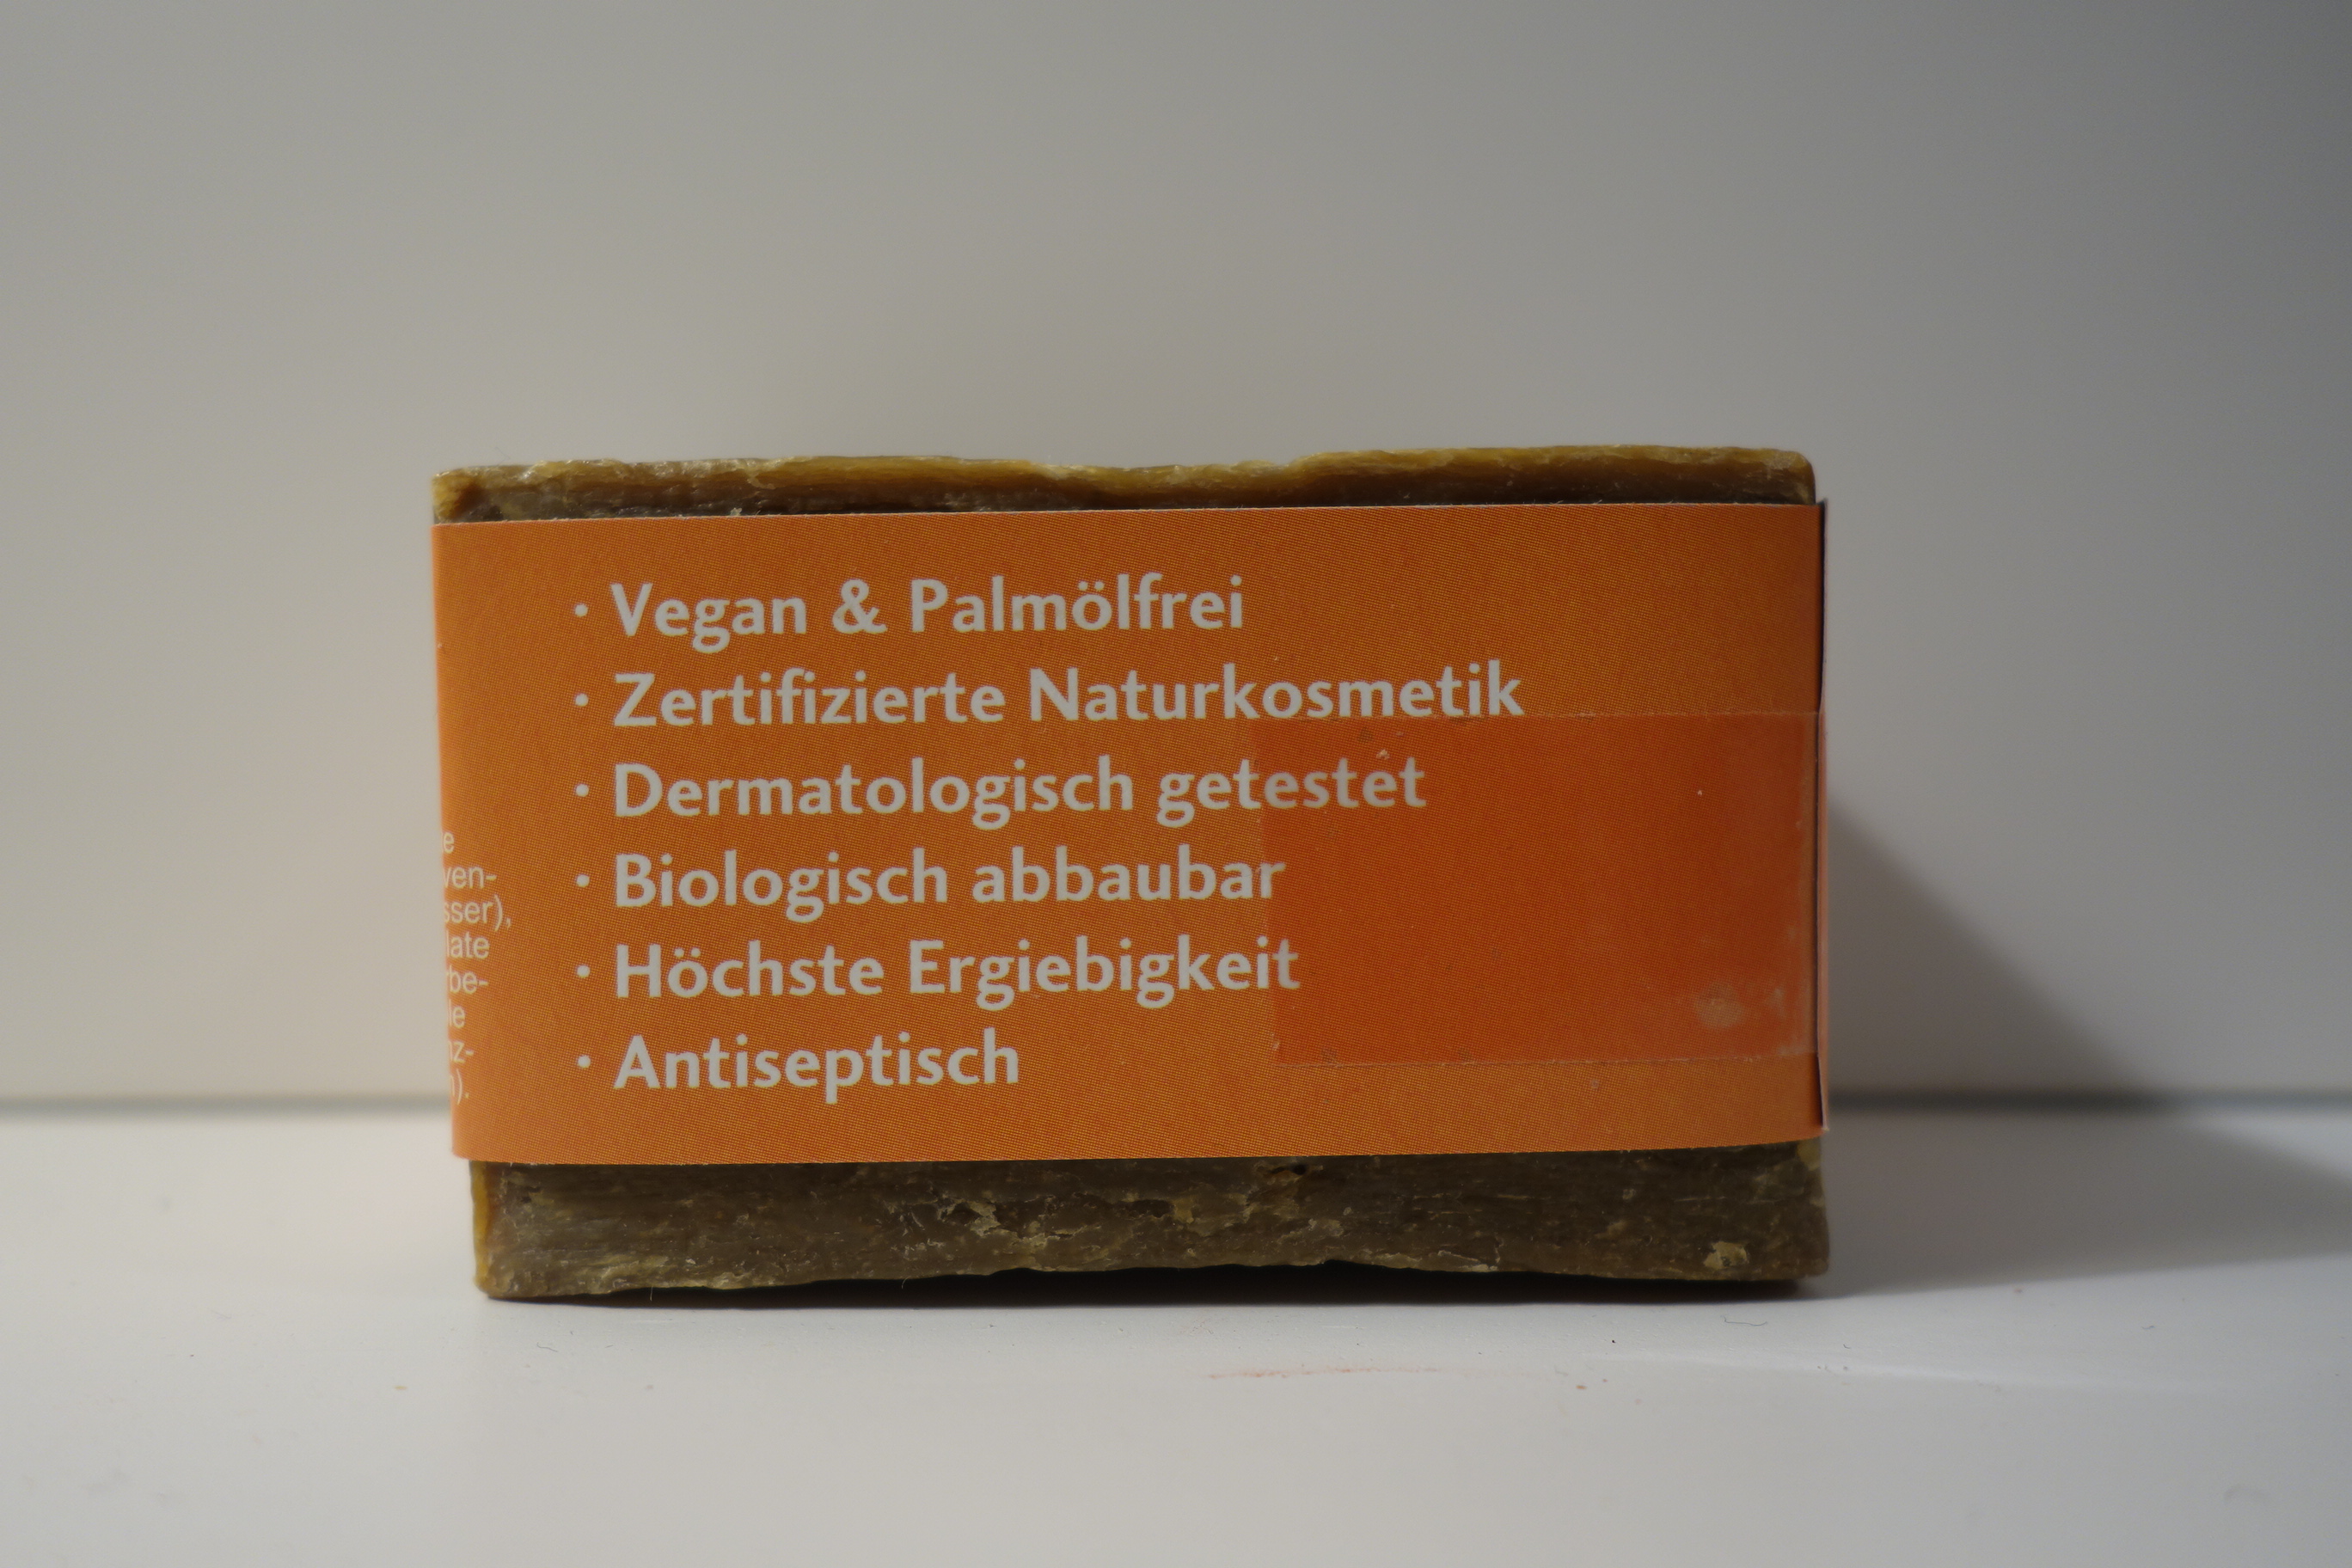 • Vegan & Palmölfrei
• Zertifizierte Naturkosmetik
• Dermatologisch getestet
• Biologisch abbaubar
• Höchste Ergiebigkeit
• Antiseptisch